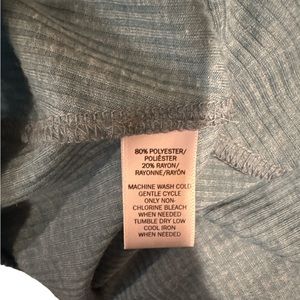 80% POLYESTER/
POLIÉSTER
20% RAYON/
RAYONNE/RAYÓN
MACHINE WASH COLD
GENTLE CYCLE
ONLY NON-
CHLORINE BLEACH
WHEN NEEDED
TUMBLE DRY LOW
COOL IRON
WHEN NEEDED